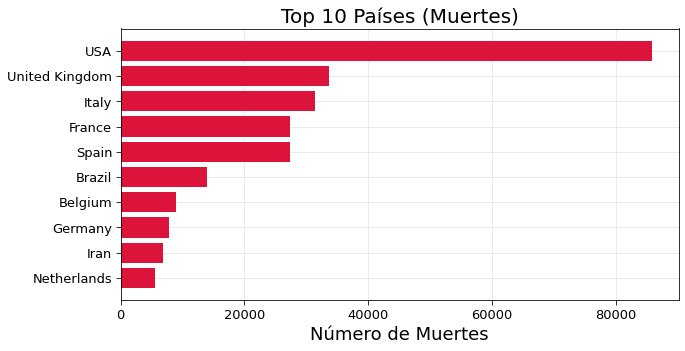 Top 10 Países (Muertes)
USA
United Kingdom
Italy
France
Spain
Brazil
Belgium
Germany
Iran
Netherlands
0 20000 40000 60000 80000
Número de Muertes